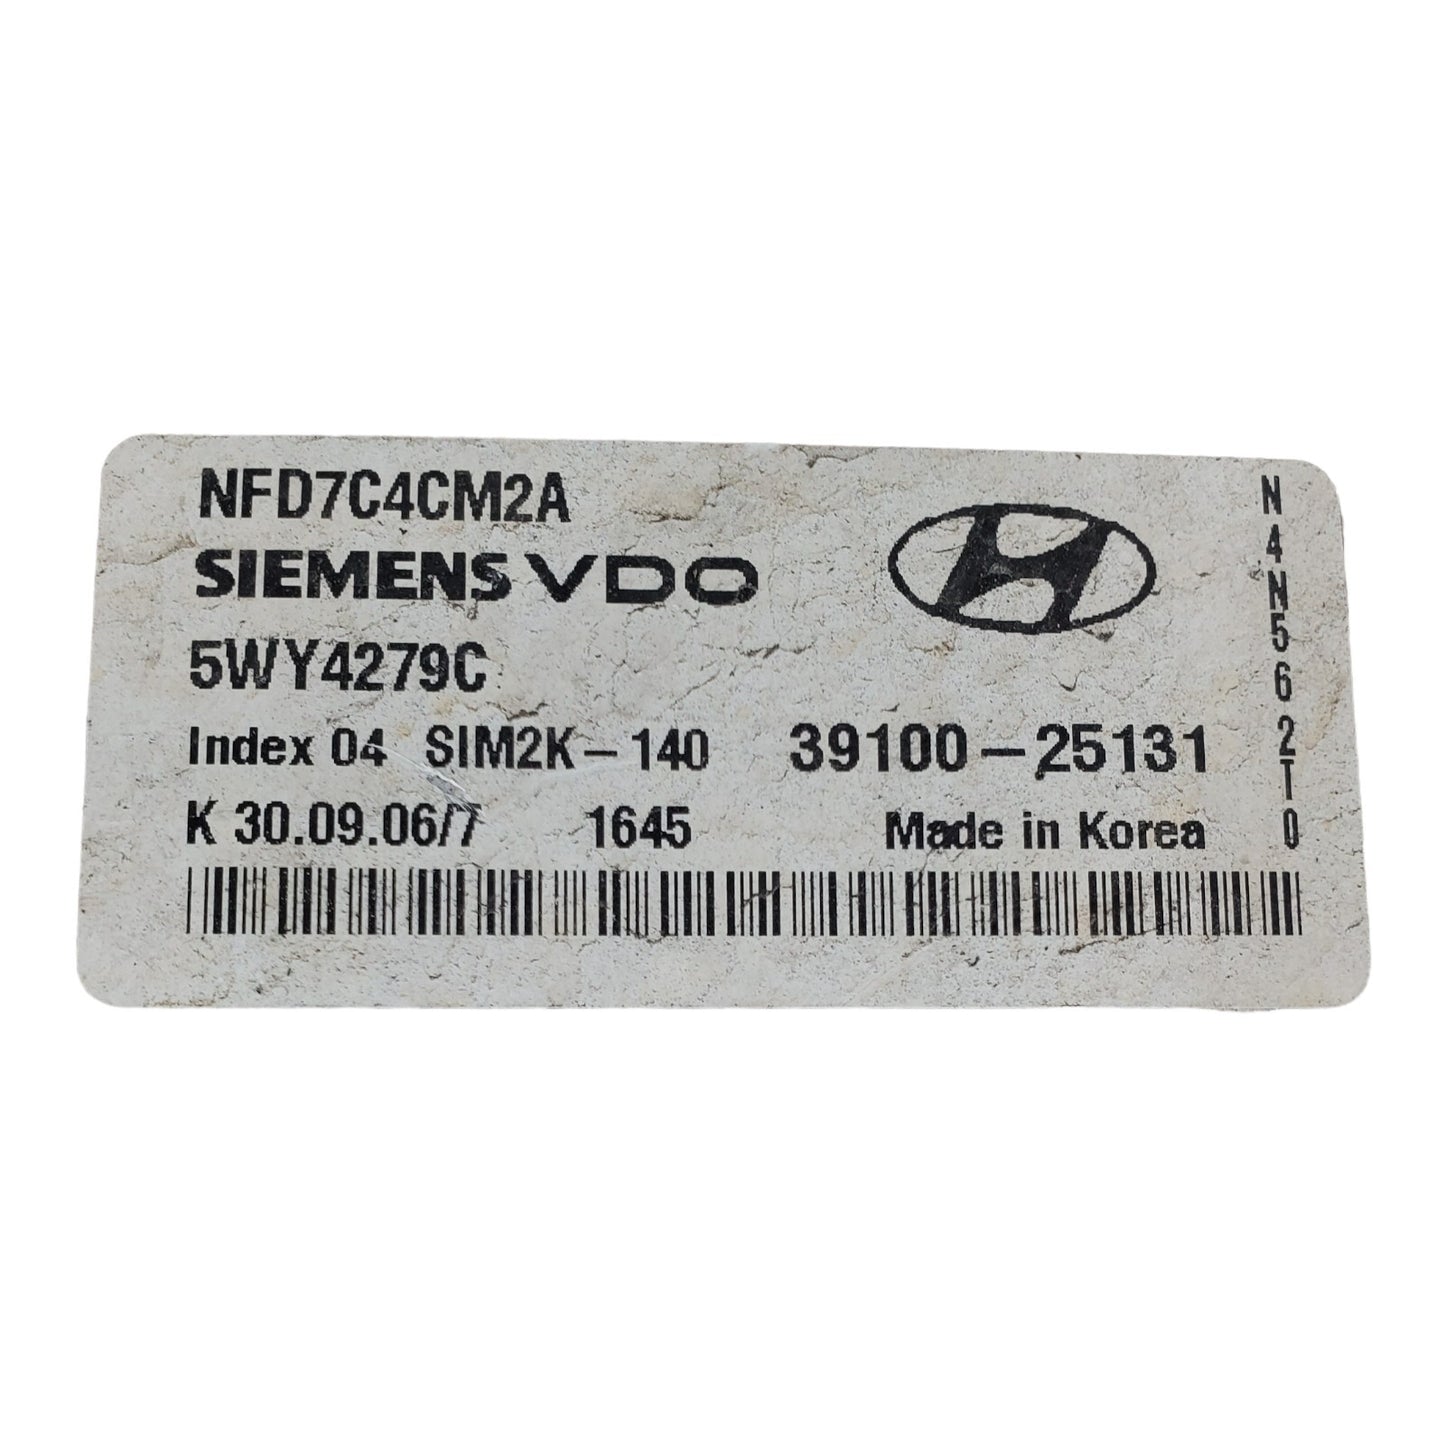 NFD7C4CM2A
SIEMENS VDO
5WY4279C
Index 04 SIM2K-140 39100-25131
K 30.09.06/7 1645 Made in Korea
N4N562T0